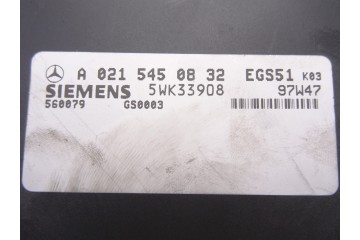 A 021 545 08 32 EGS51 K03
SIEMENS 5WK33908 97W47
560079 GS0003